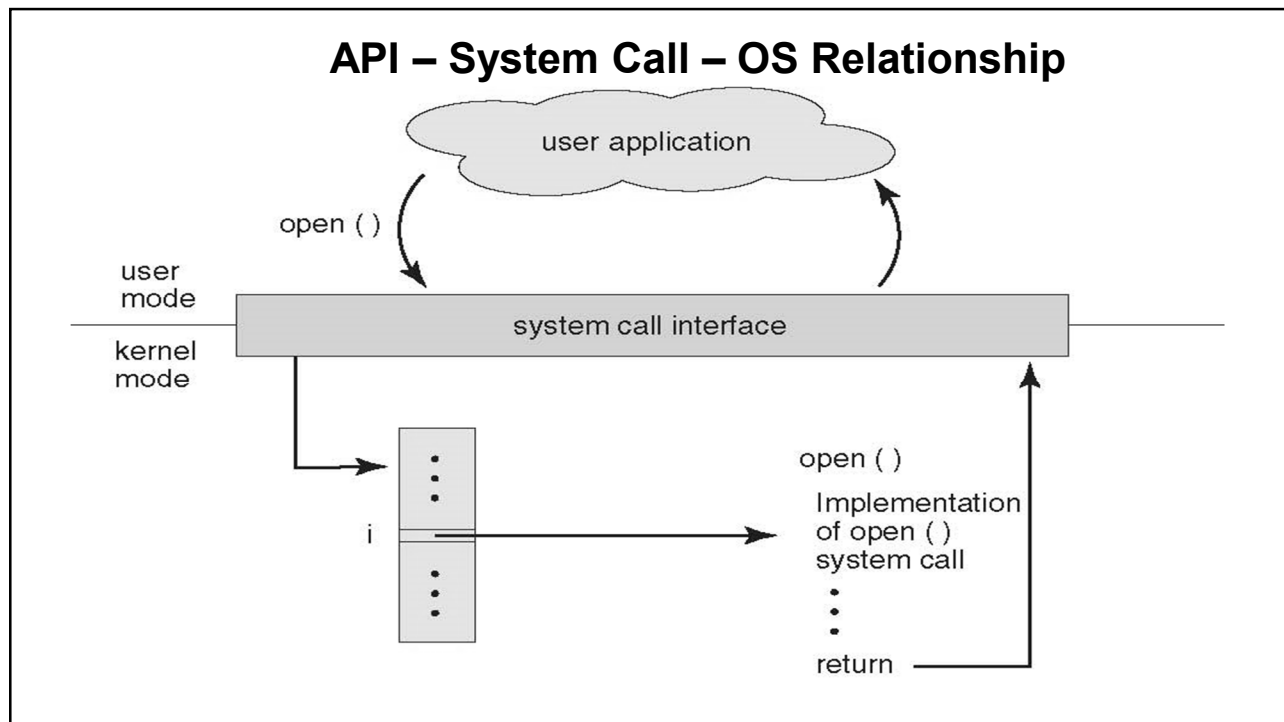 API – System Call – OS Relationship
user application
open ( )
user
mode
system call interface
kernel
mode
i
open ( )
Implementation
of open ( )
system call
return